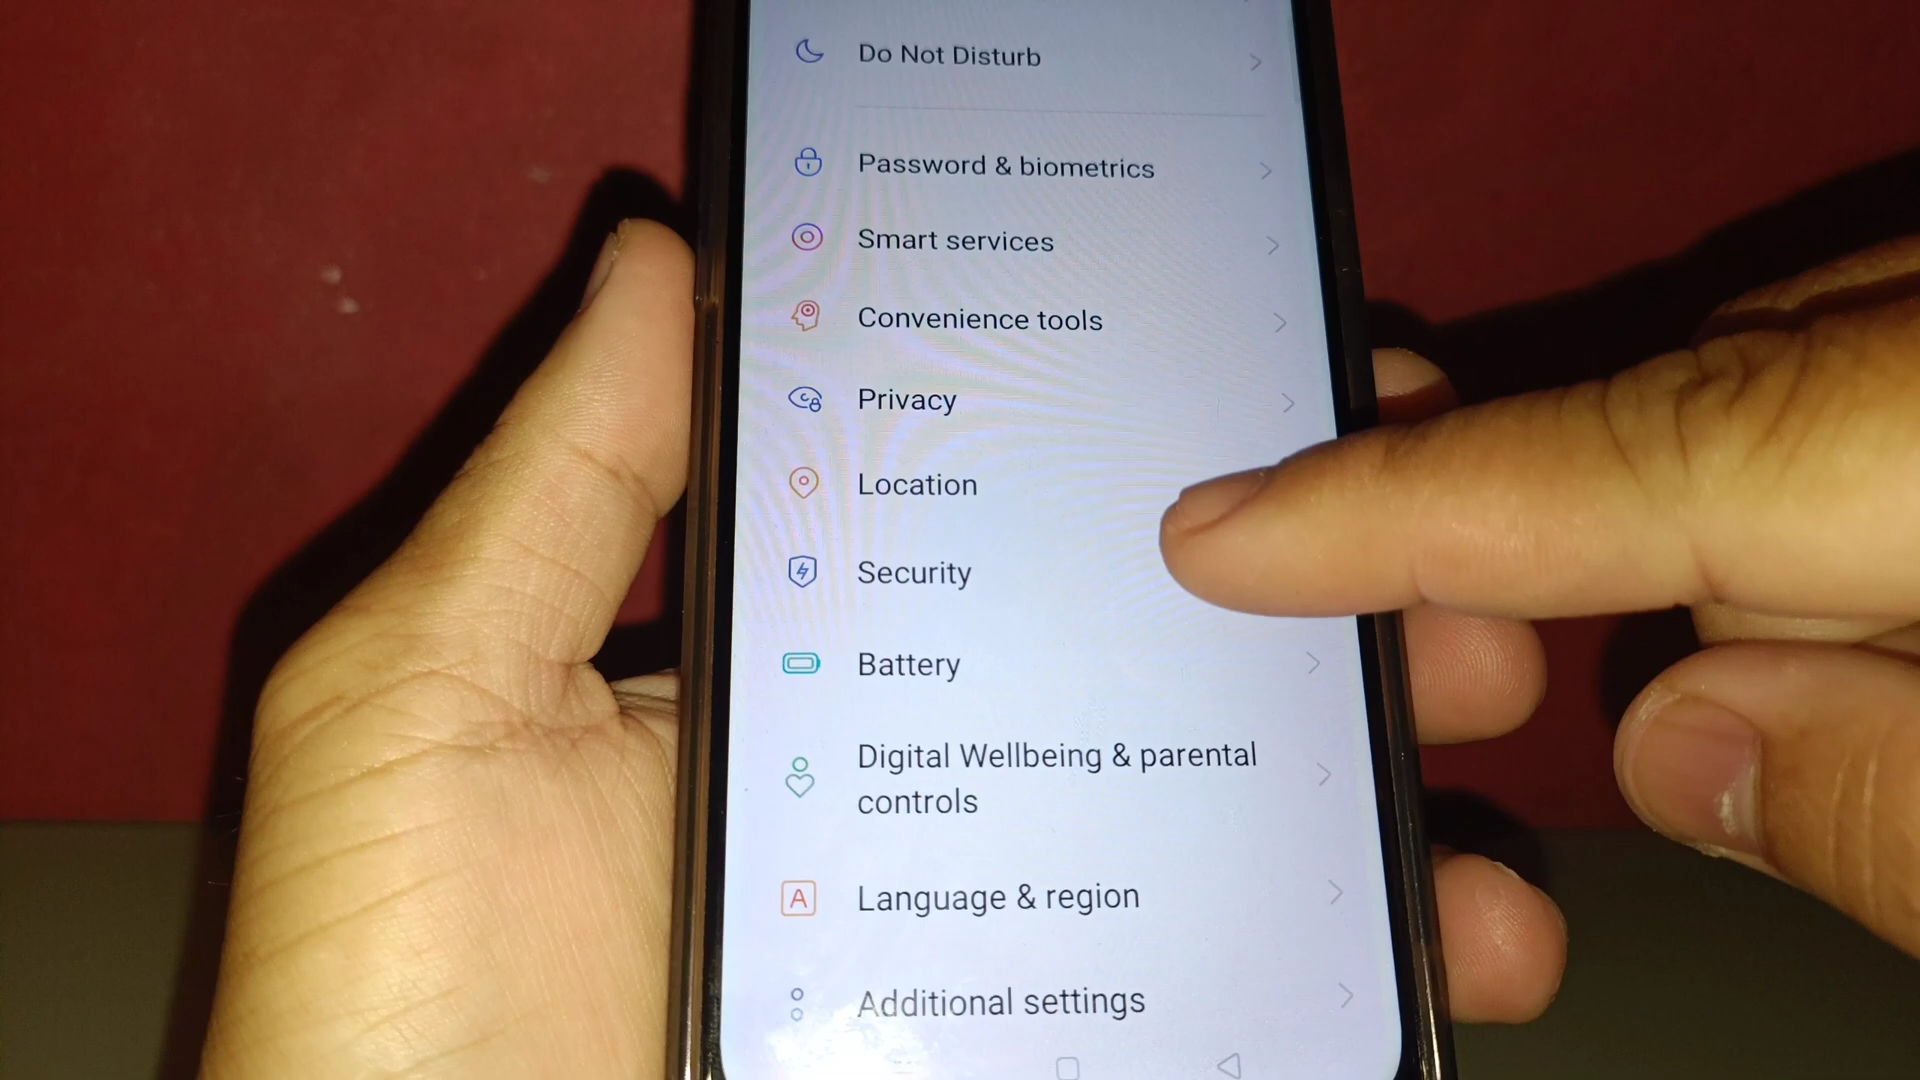 Do Not Disturb
Password & biometrics
Smart services
Convenience tools
Privacy
Location
Security
Battery
Digital Wellbeing & parental
controls
A Language & region
Additional settings